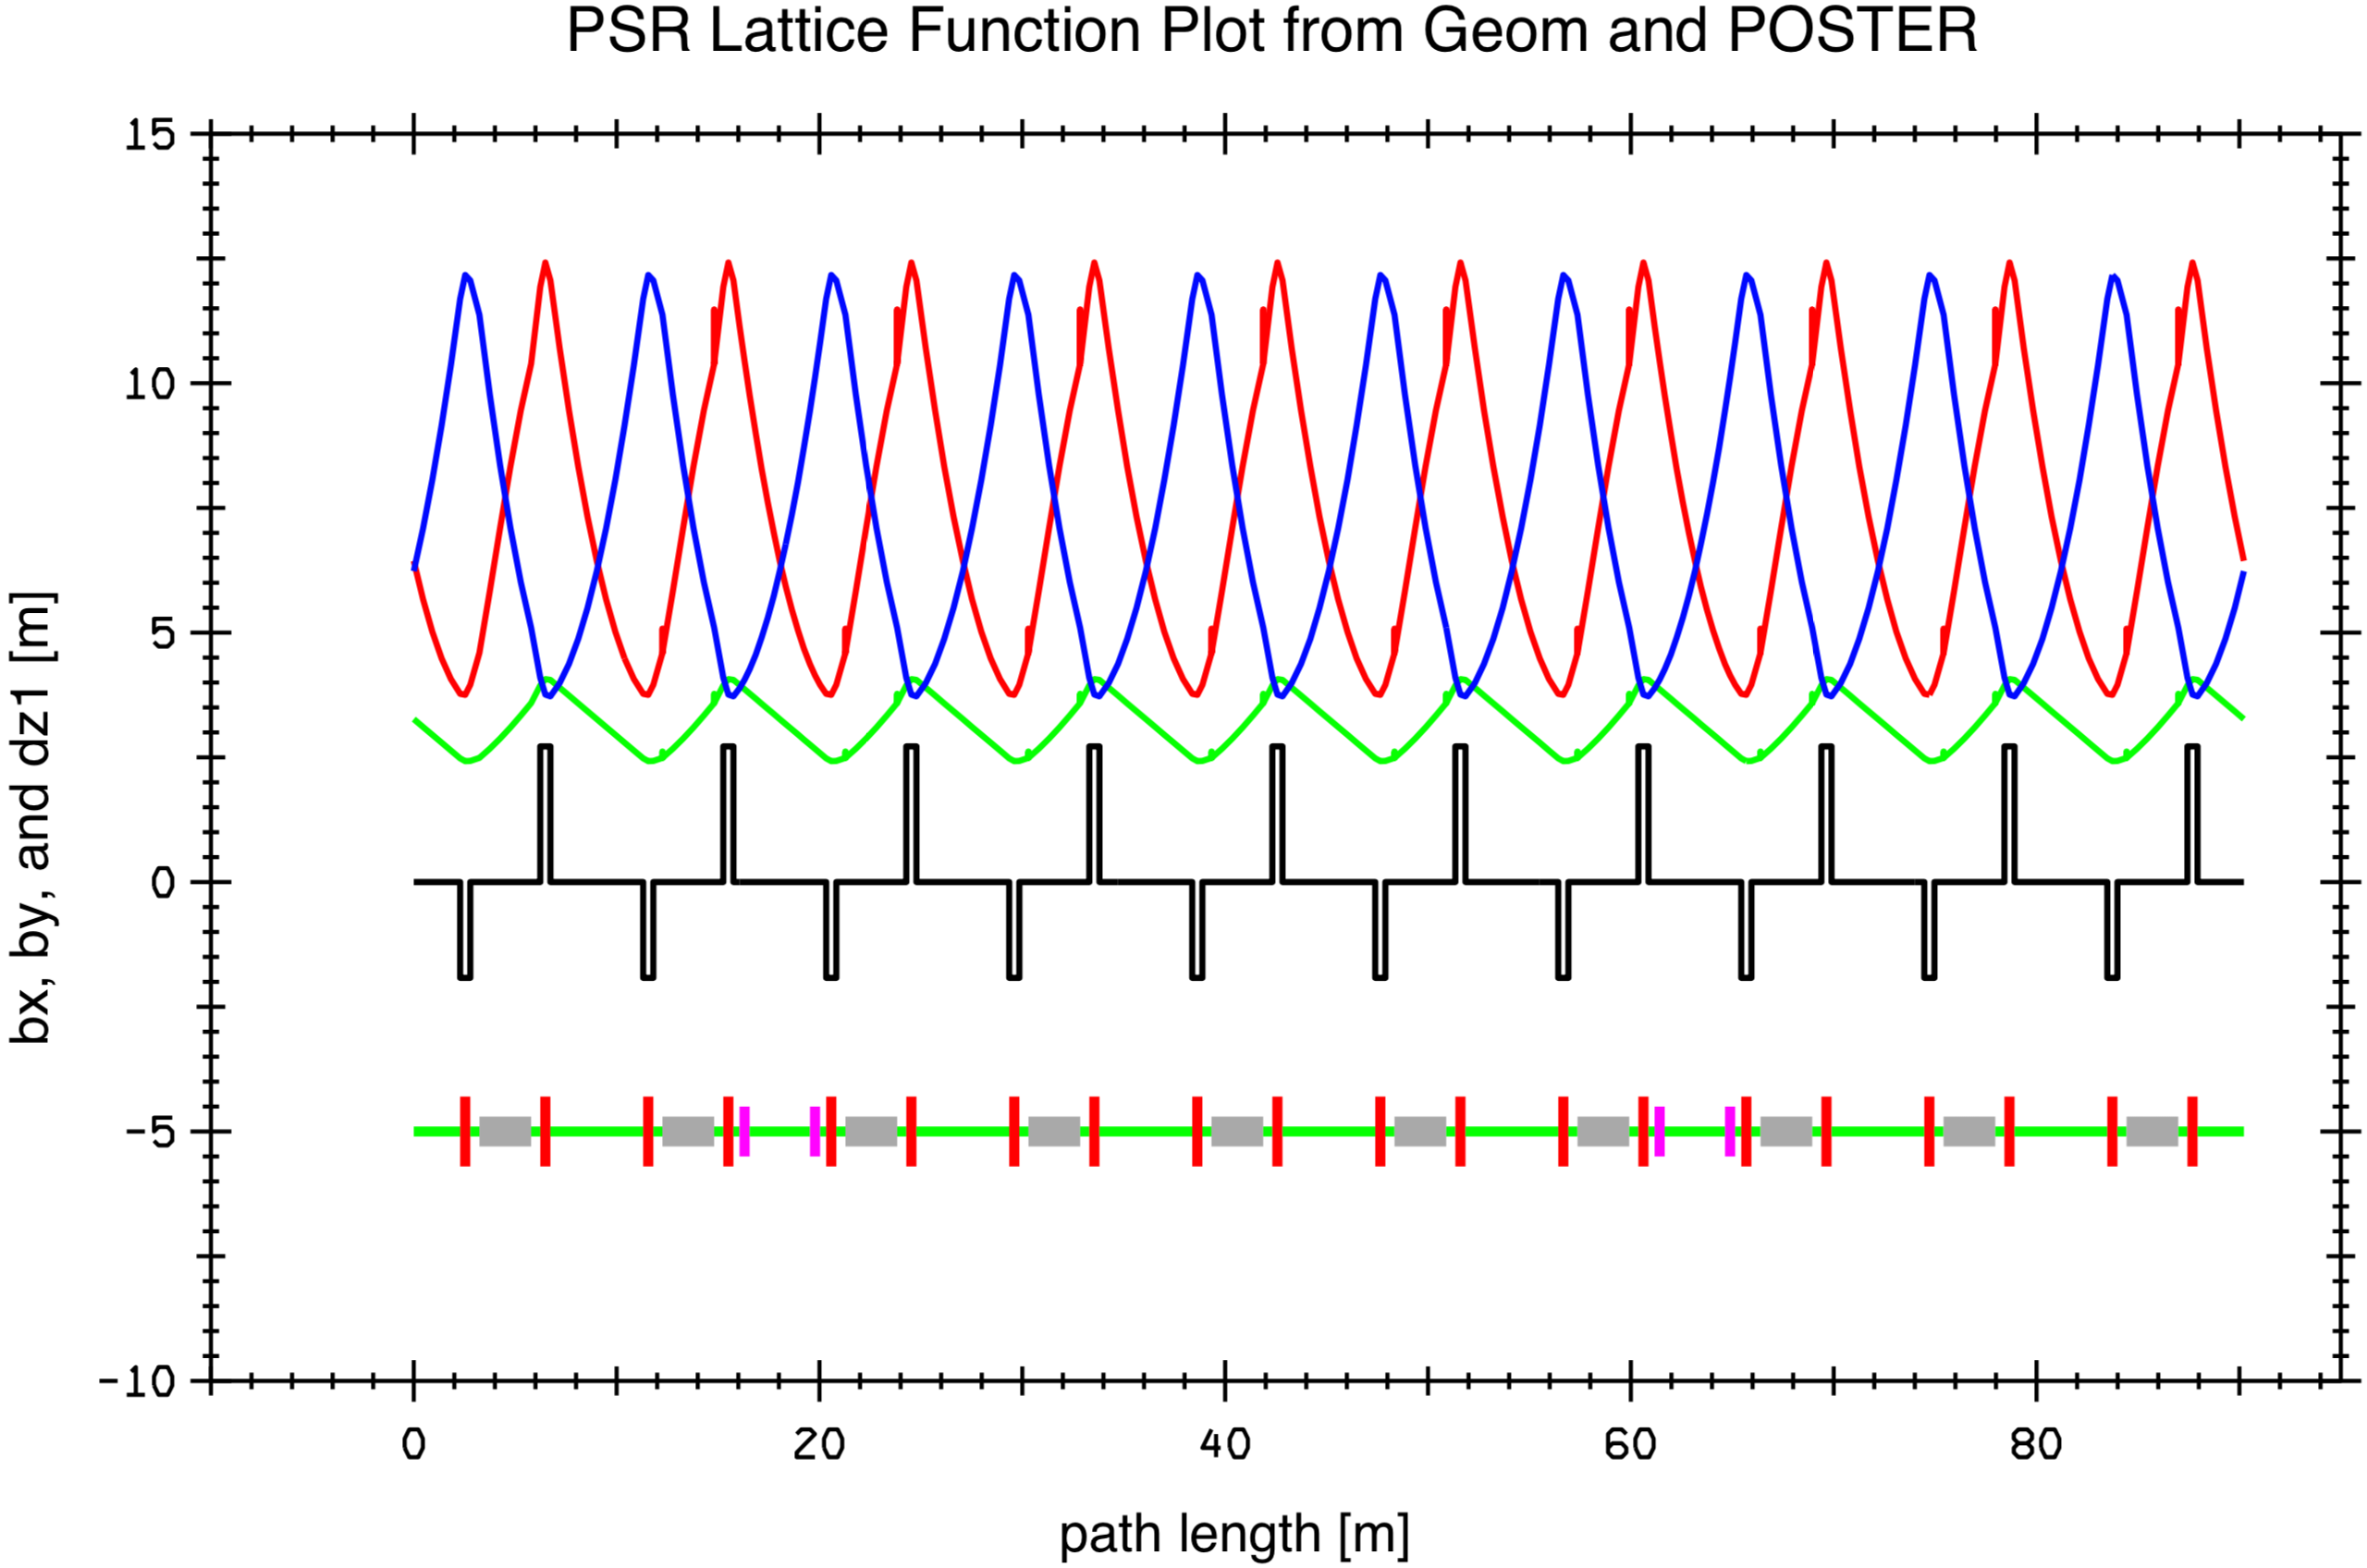 PSR Lattice Function Plot from Geom and POSTER
15
10
5
0
-5
-10
bx, by, and dz1 [m]
0 20 40 60 80
path length [m]